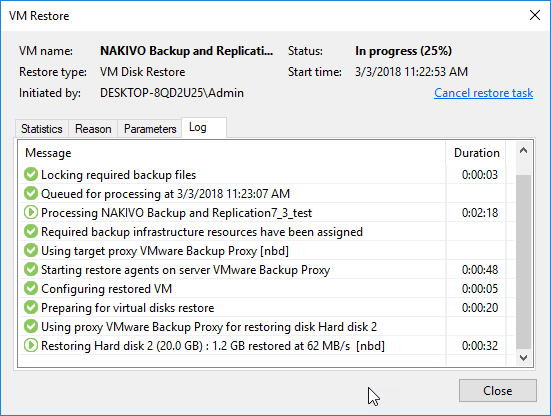 VM Restore
VM name: NAKIVO Backup and Replicati... Status: In progress (25%)
Restore type: VM Disk Restore Start time: 3/3/2018 11:22:53 AM
Initiated by: DESKTOP-8QD2U25\Admin Cancel restore task
Statistics Reason Parameters Log
Message Duration
Locking required backup files 0:00:03
Queued for processing at 3/3/2018 11:23:07 AM
Processing NAKIVO Backup and Replication7_3_test 0:02:18
Required backup infrastructure resources have been assigned
Using target proxy VMware Backup Proxy [nbd]
Starting restore agents on server VMware Backup Proxy 0:00:48
Configuring restored VM 0:00:05
Preparing for virtual disks restore 0:00:20
Using proxy VMware Backup Proxy for restoring disk Hard disk 2
Restoring Hard disk 2 (20.0 GB) : 1.2 GB restored at 62 MB/s [nbd] 0:00:32
Close